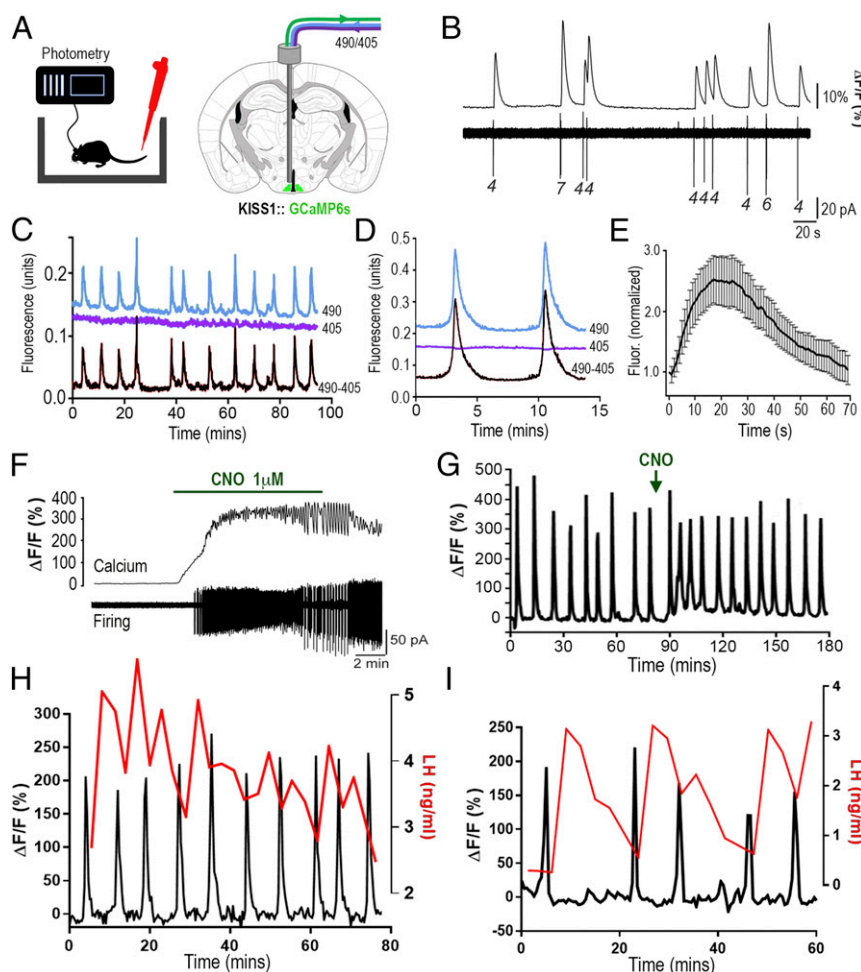 A
Photometry
490/405
KISS1:: GCaMP6s
B
ΔF/F (%)
10%
4 7 4 4 4 4 4 4 6 4
20 pA
20 s
C
Fluorescence (units)
0.2
0.1
0.0
490
405
490-405
0 20 40 60 80 100
Time (mins)
D
Fluorescence (units)
0.5
0.4
0.3
0.2
0.1
0.0
490
405
490-405
0 5 10 15
Time (mins)
E
Fluor. (normalized)
3.0
2.0
1.0
0 10 20 30 40 50 60 70
Time (s)
F
CNO 1µM
ΔF/F (%)
400
300
200
100
0
Calcium
Firing
50 pA
2 min
G
CNO
ΔF/F (%)
500
400
300
200
100
0
0 30 60 90 120 150 180
Time (mins)
H
ΔF/F (%)
300
250
200
150
100
50
0
5
4
3
2
LH (ng/ml)
0 20 40 60 80
Time (mins)
I
ΔF/F (%)
250
200
150
100
50
0
-50
4
3
2
1
0
LH (ng/ml)
0 20 40 60
Time (mins)